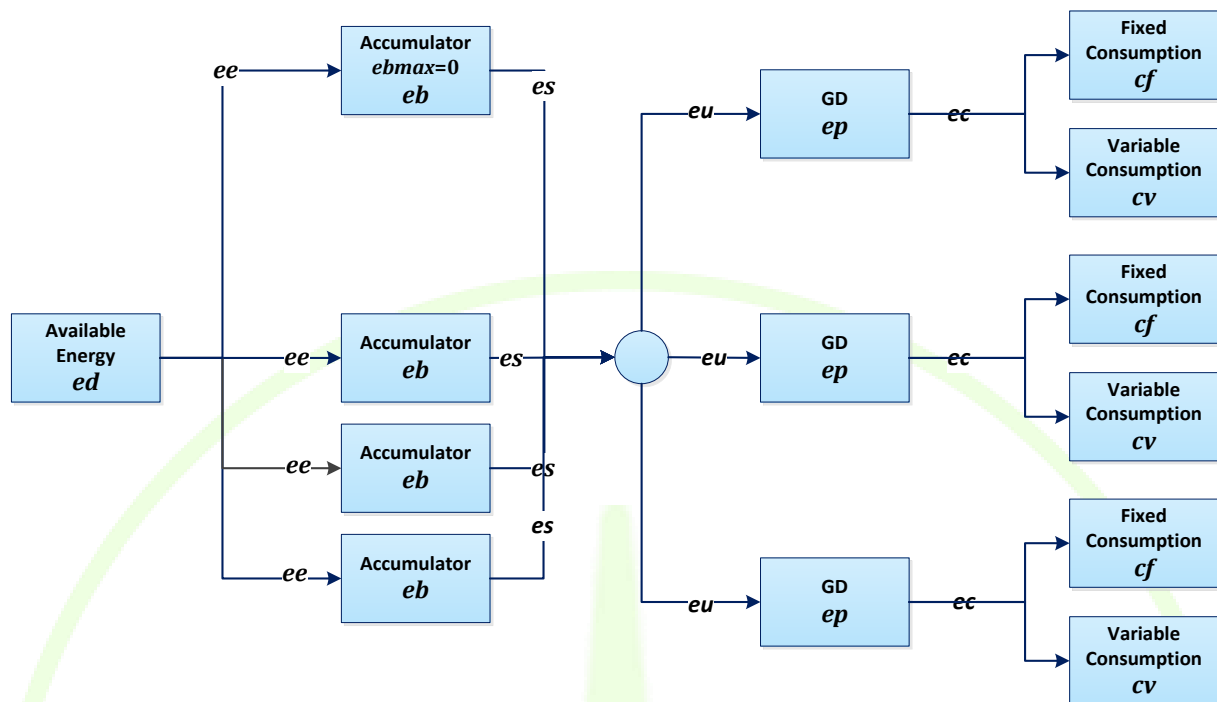 Accumulator
ebmax=0
eb
ee
es
Fixed
Consumption
cf
GD
ep
eu
ec
Variable
Consumption
cv
Available
Energy
ed
ee
Accumulator
eb
es
eu
GD
ep
ec
Fixed
Consumption
cf
Variable
Consumption
cv
ee
Accumulator
eb
es
ee
Accumulator
eb
es
eu
GD
ep
ec
Fixed
Consumption
cf
Variable
Consumption
cv